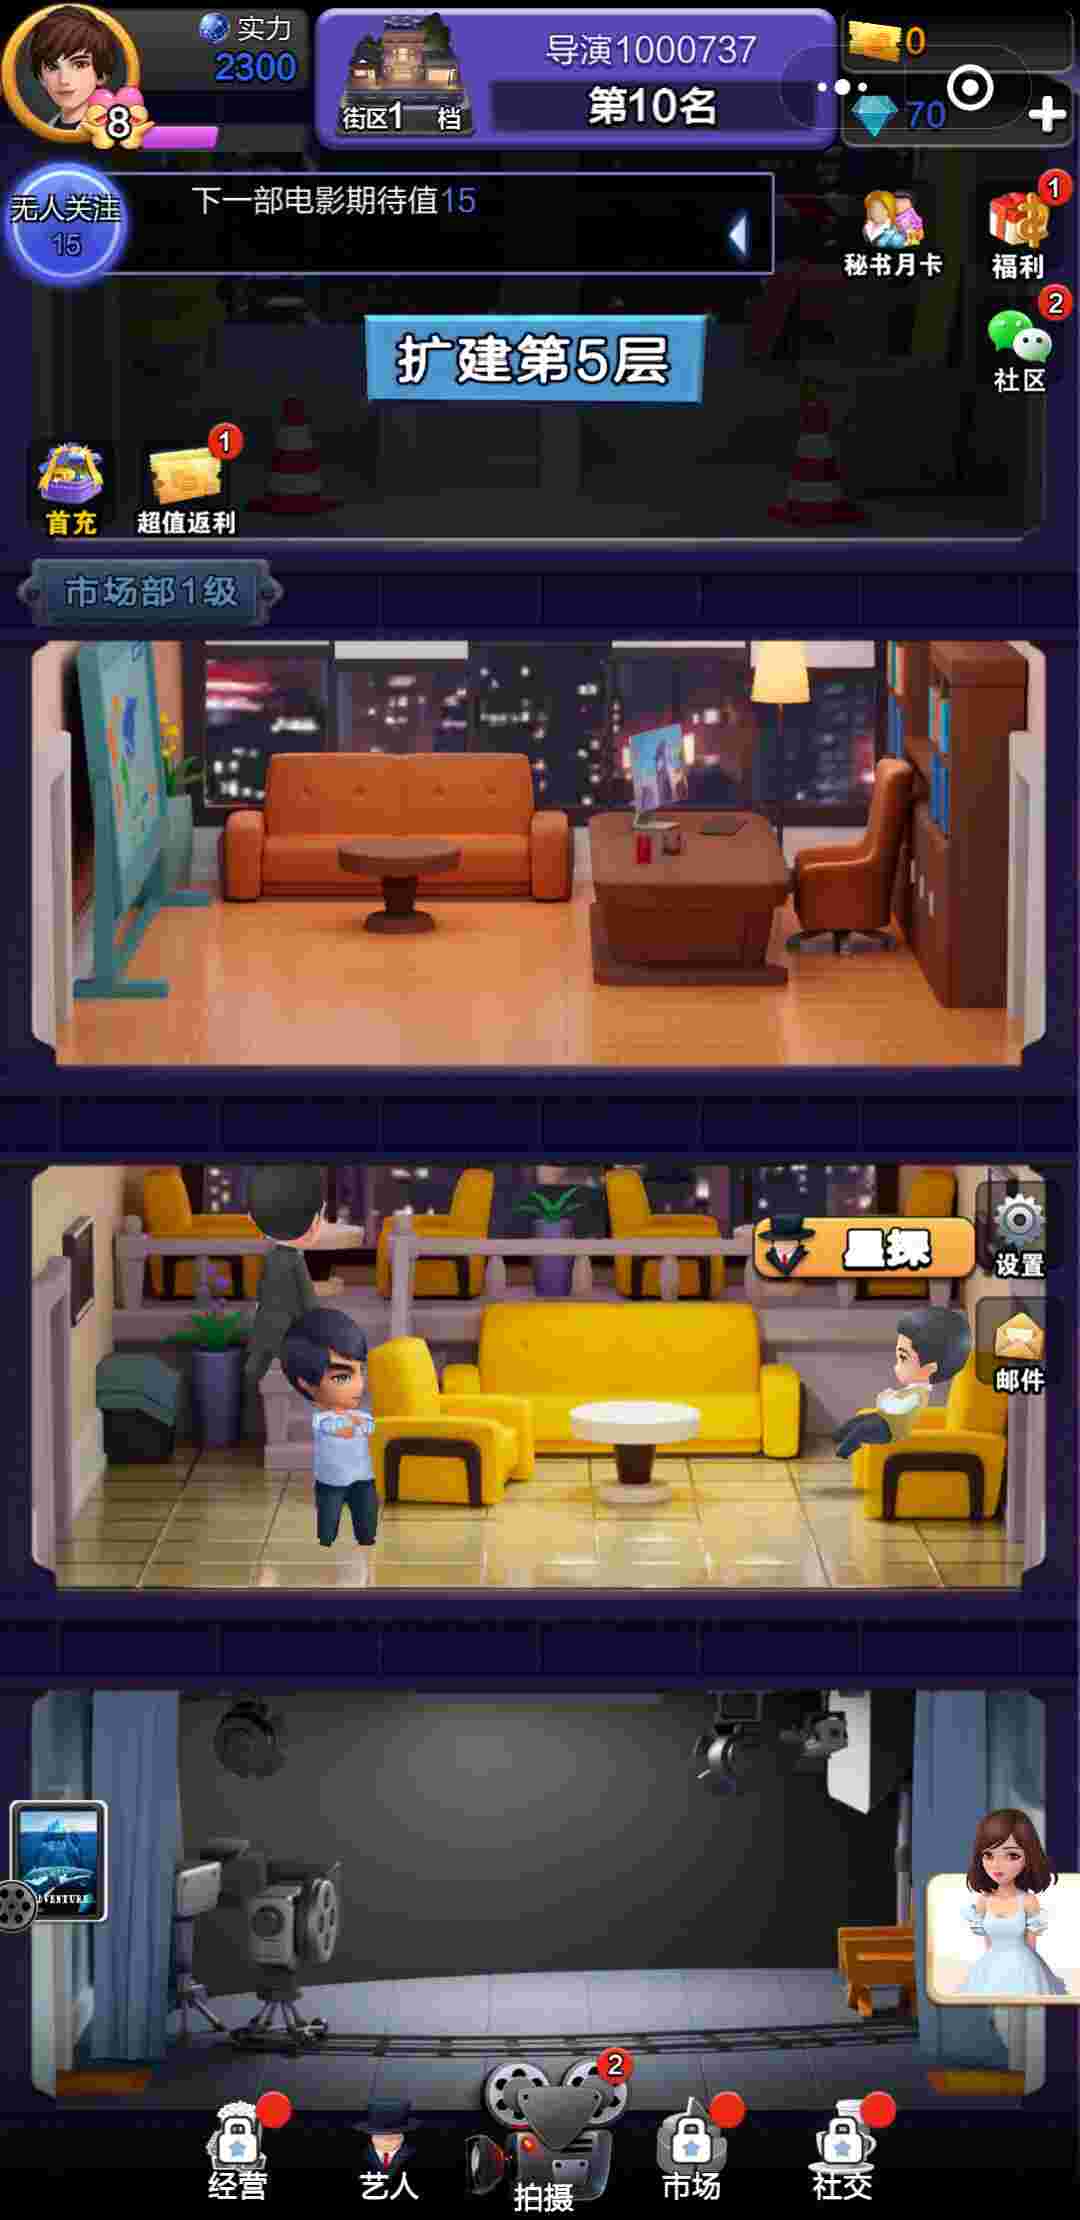 实力
2300
8
街区1 档
导演1000737
第10名
0
70
无人关注
15
下一部电影期待值15
秘书月卡
1
福利
2
社区
扩建第5层
首充
1
超值返利
市场部1级
星探
设置
邮件
ADVENTURE
2
经营
艺人
拍摄
市场
社交